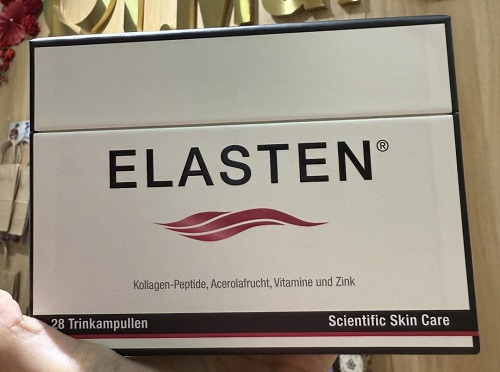 ELASTEN®
Kollagen-Peptide, Acerolafrucht, Vitamine und Zink
28 Trinkampullen
Scientific Skin Care